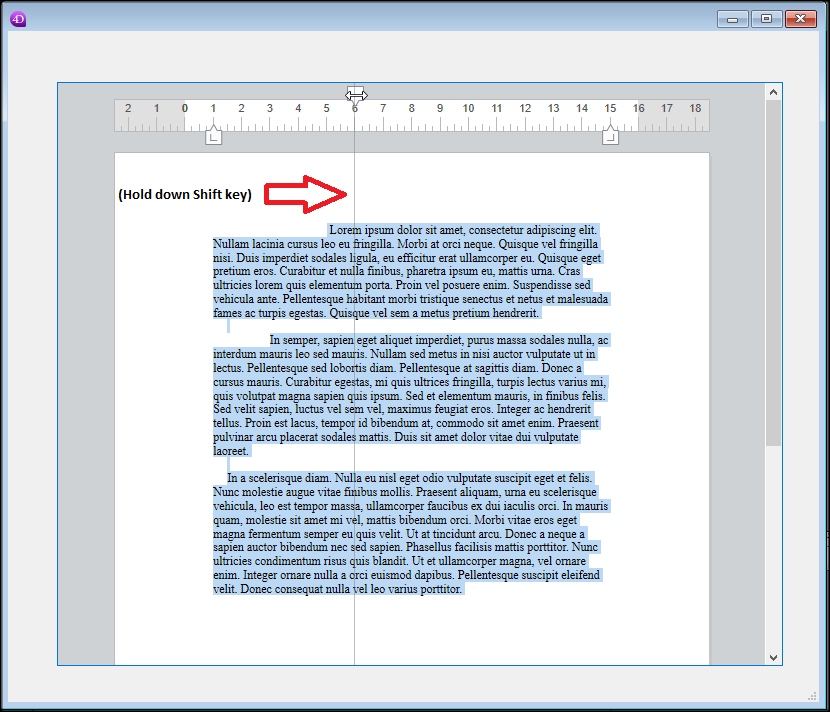 4D
2 1 0 1 2 3 4 5 6 7 8 9 10 11 12 13 14 15 16 17 18
(Hold down Shift key)
Lorem ipsum dolor sit amet, consectetur adipiscing elit.
Nullam lacinia cursus leo eu fringilla. Morbi at orci neque. Quisque vel fringilla
nisi. Duis imperdiet sodales ligula, eu efficitur erat ullamcorper eu. Quisque eget
pretium eros. Curabitur et nulla finibus, pharetra ipsum eu, mattis urna. Cras
ultricies lorem quis elementum porta. Proin vel posuere enim. Suspendisse sed
vehicula ante. Pellentesque habitant morbi tristique senectus et netus et malesuada
fames ac turpis egestas. Quisque vel sem a metus pretium hendrerit.
In semper, sapien eget aliquet imperdiet, purus massa sodales nulla, ac
interdum mauris leo sed mauris. Nullam sed metus in nisi auctor vulputate ut in
lectus. Pellentesque sed lobortis diam. Pellentesque at sagittis diam. Donec a
cursus mauris. Curabitur egestas, mi quis ultrices fringilla, turpis lectus varius mi,
quis volutpat magna sapien quis ipsum. Sed et elementum mauris, in finibus felis.
Sed velit sapien, luctus vel sem vel, maximus feugiat eros. Integer ac hendrerit
tellus. Proin est lacus, tempor id bibendum at, commodo sit amet enim. Praesent
pulvinar arcu placerat sodales mattis. Duis sit amet dolor vitae dui vulputate
laoreet.
In a scelerisque diam. Nulla eu nisl eget odio vulputate suscipit eget et felis.
Nunc molestie augue vitae finibus mollis. Praesent aliquam, urna eu scelerisque
vehicula, leo est tempor massa, ullamcorper faucibus ex dui iaculis orci. In mauris
quam, molestie sit amet mi vel, mattis bibendum orci. Morbi vitae eros eget
magna fermentum semper eu quis velit. Ut at tincidunt arcu. Donec a neque a
sapien auctor bibendum nec sed sapien. Phasellus facilisis mattis porttitor. Nunc
ultricies condimentum risus quis blandit. Ut et ullamcorper magna, vel ornare
enim. Integer ornare nulla a orci euismod dapibus. Pellentesque suscipit eleifend
velit. Donec consequat nulla vel leo varius porttitor.